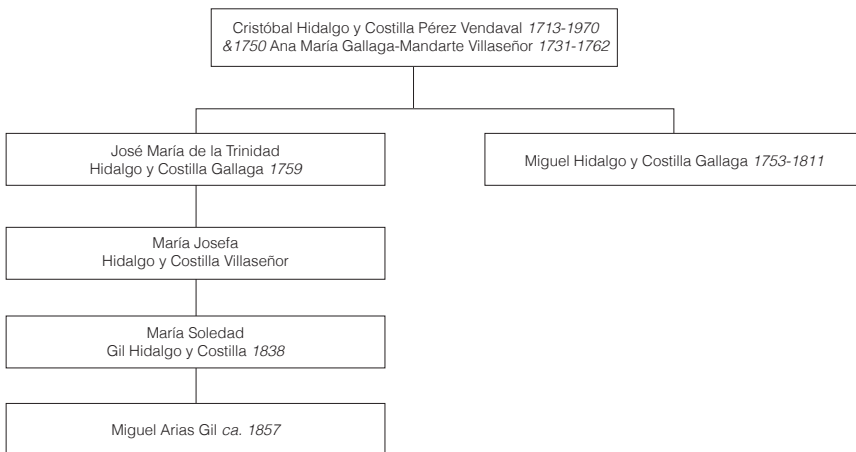 Cristóbal Hidalgo y Costilla Pérez Vendaval 1713-1970
&1750 Ana María Gallaga-Mandarte Villaseñor 1731-1762
José María de la Trinidad
Hidalgo y Costilla Gallaga 1759
Miguel Hidalgo y Costilla Gallaga 1753-1811
María Josefa
Hidalgo y Costilla Villaseñor
María Soledad
Gil Hidalgo y Costilla 1838
Miguel Arias Gil ca. 1857